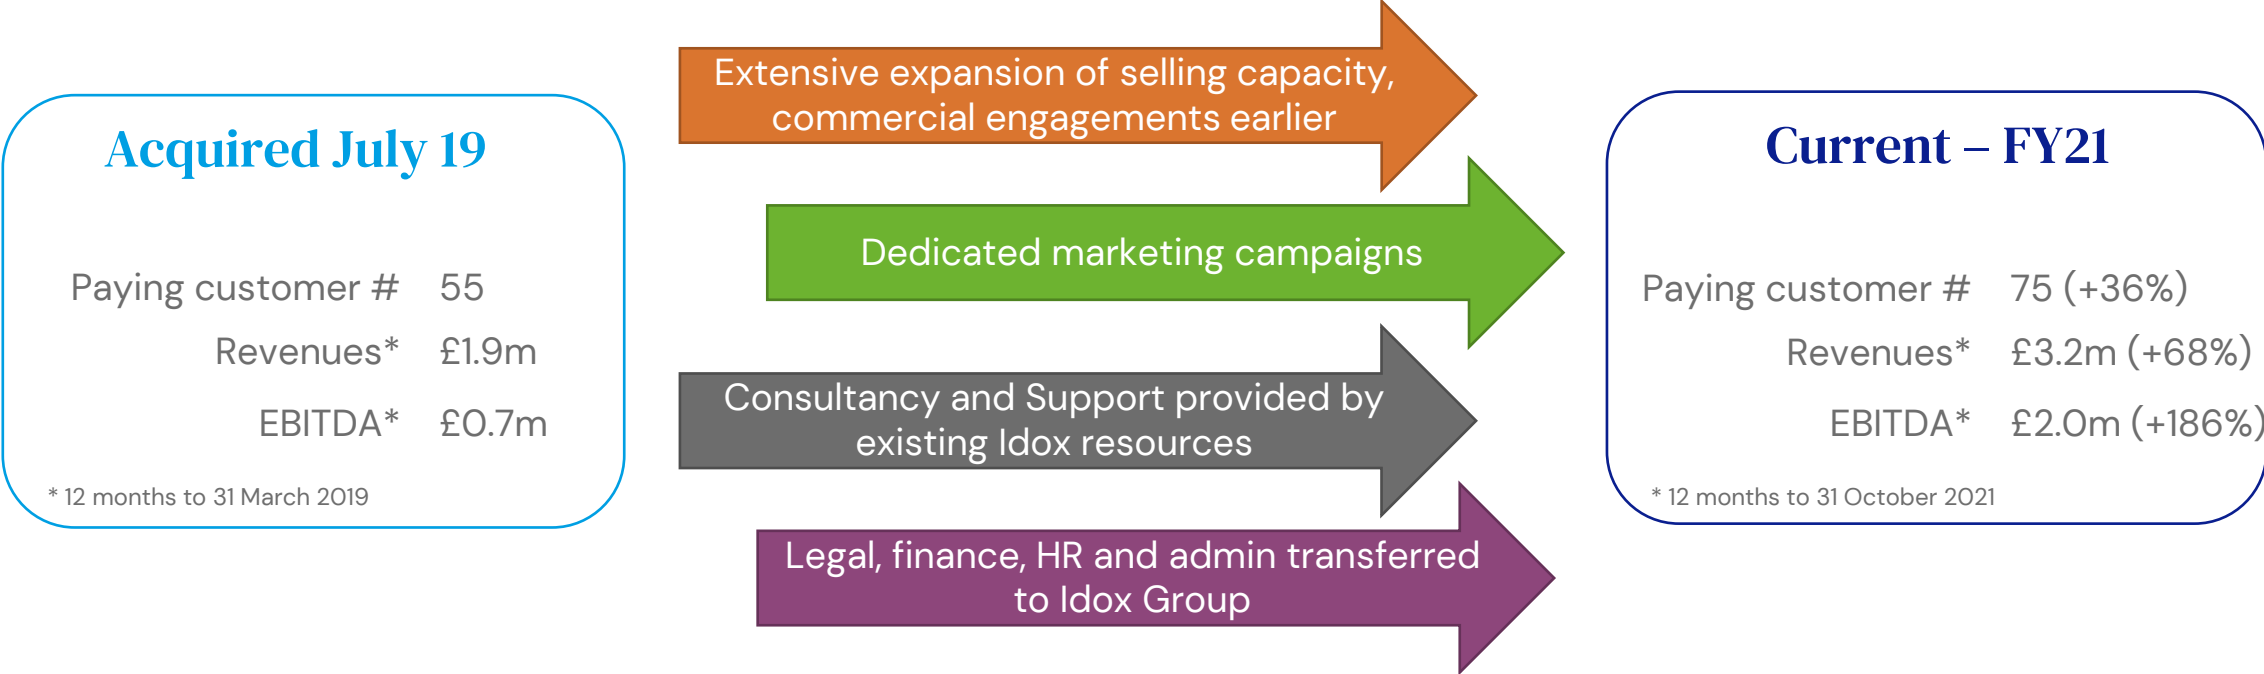 Acquired July 19
Paying customer # 55
Revenues* £1.9m
EBITDA* £0.7m
* 12 months to 31 March 2019
Extensive expansion of selling capacity,
commercial engagements earlier
Dedicated marketing campaigns
Consultancy and Support provided by
existing Idox resources
Legal, finance, HR and admin transferred
to Idox Group
Current – FY21
Paying customer # 75 (+36%)
Revenues* £3.2m (+68%)
EBITDA* £2.0m (+186%)
* 12 months to 31 October 2021